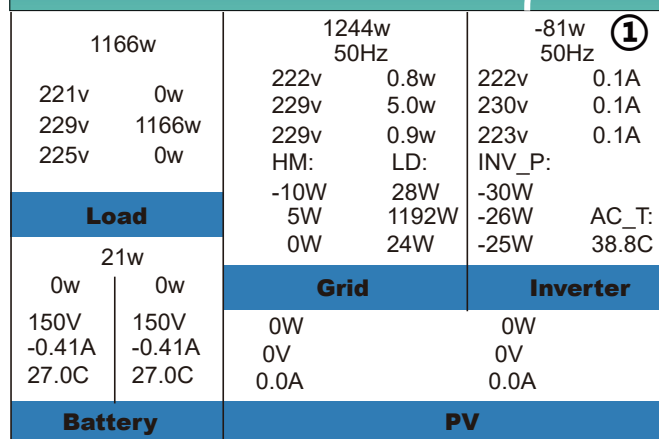 1166w
221v 0w
229v 1166w
225v 0w
Load
1244w
50Hz
222v 0.8w
229v 5.0w
229v 0.9w
HM: LD:
-10W 28W
5W 1192W
0W 24W
Grid
-81w ①
50Hz
222v 0.1A
230v 0.1A
223v 0.1A
INV_P:
-30W
-26W AC_T:
-25W 38.8C
Inverter
21w
0w 0w
150V 150V
-0.41A -0.41A
27.0C 27.0C
Battery
0W 0W
0V 0V
0.0A 0.0A
PV